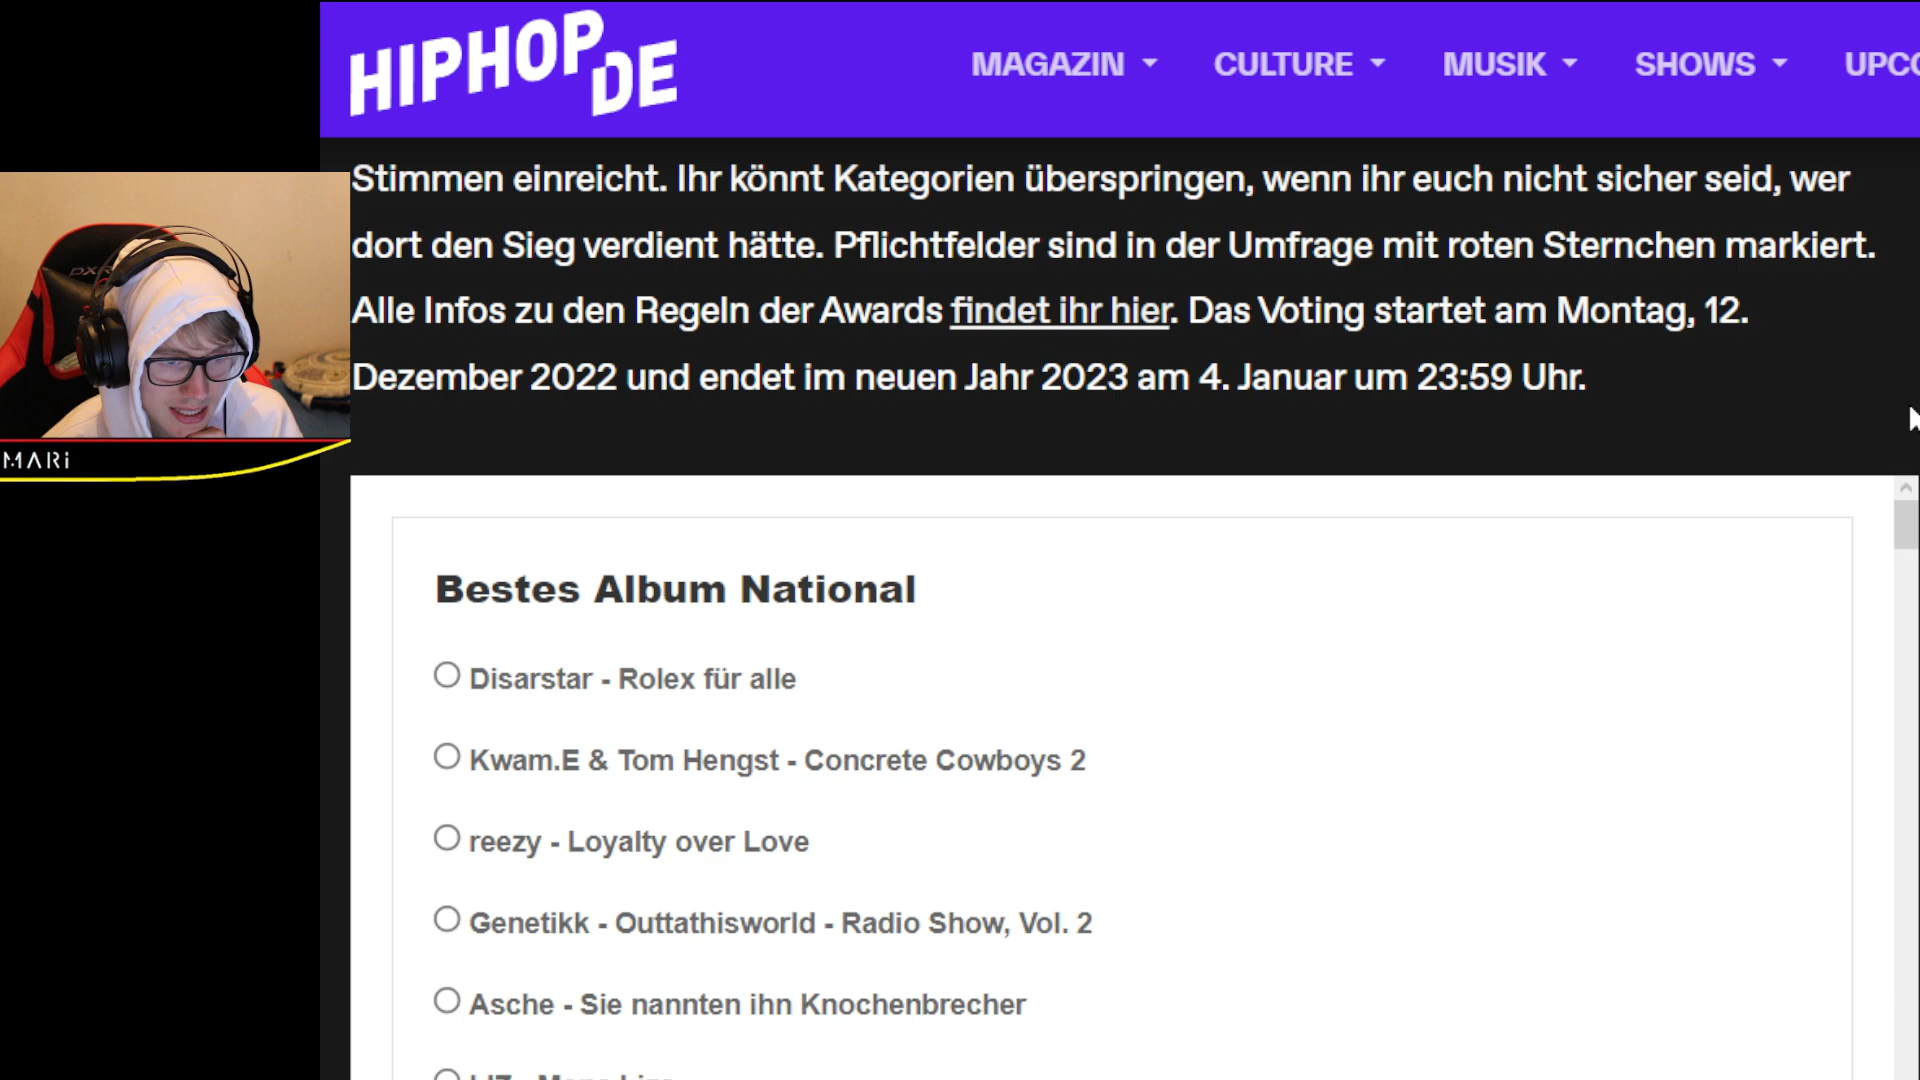 HIPHOP.DE
MAGAZIN CULTURE MUSIK SHOWS
Stimmen einreicht. Ihr könnt Kategorien überspringen, wenn ihr euch nicht sicher seid, wer
dort den Sieg verdient hätte. Pflichtfelder sind in der Umfrage mit roten Sternchen markiert.
Alle Infos zu den Regeln der Awards findet ihr hier. Das Voting startet am Montag, 12.
Dezember 2022 und endet im neuen Jahr 2023 am 4. Januar um 23:59 Uhr.
MARi
Bestes Album National
Disarstar - Rolex für alle
Kwam.E & Tom Hengst - Concrete Cowboys 2
reezy - Loyalty over Love
Genetikk - Outtathisworld - Radio Show, Vol. 2
Asche - Sie nannten ihn Knochenbrecher